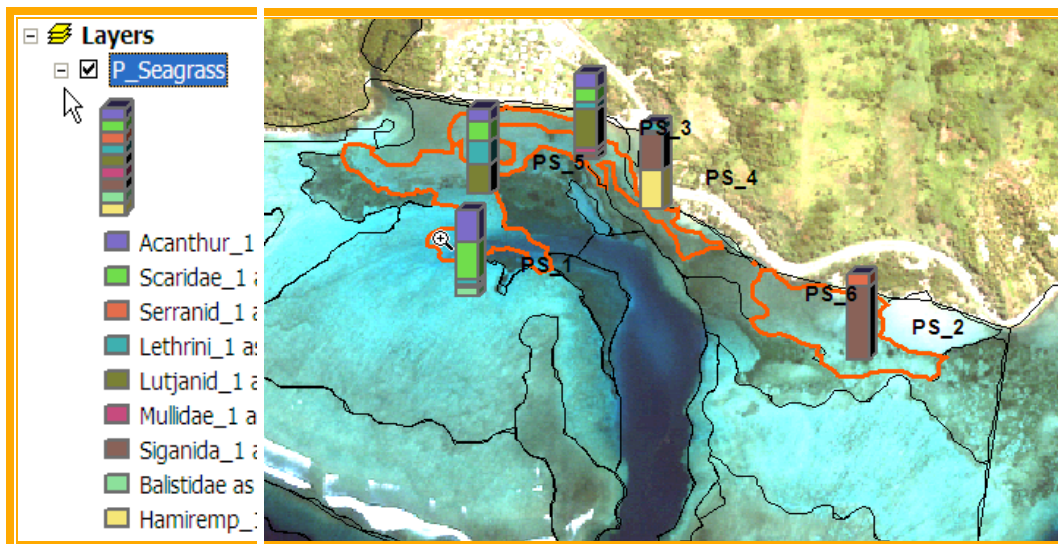 Layers
P_Seagrass
Acanthur_1
Scaridae_1 a
Serranid_1 a
Lethrini_1 as
Lutjanid_1 a
Mullidae_1 a
Siganida_1 a
Balistidae as
Hamiremp_
PS_3
PS_5
PS_4
PS_1
PS_6
PS_2